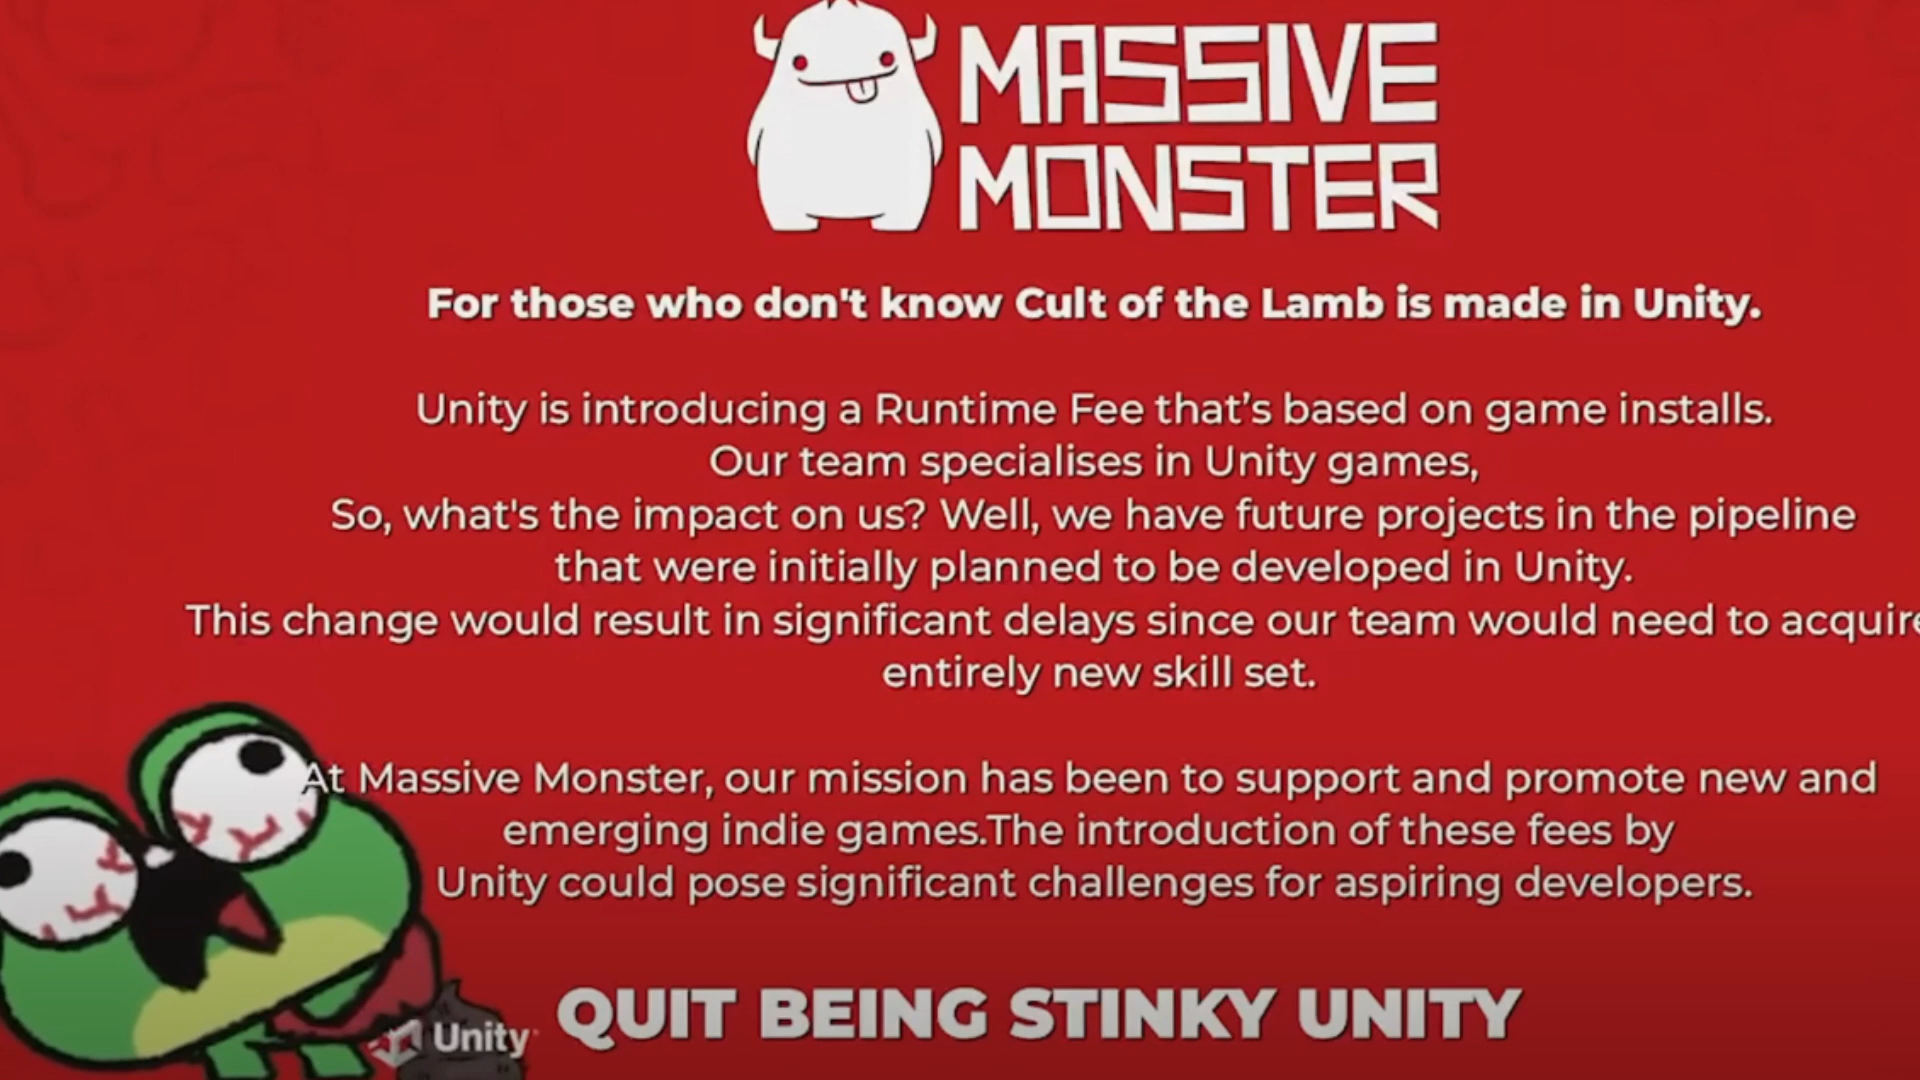 MASSIVE
MONSTER
For those who don't know Cult of the Lamb is made in Unity.
Unity is introducing a Runtime Fee that’s based on game installs.
Our team specialises in Unity games,
So, what's the impact on us? Well, we have future projects in the pipeline
that were initially planned to be developed in Unity.
This change would result in significant delays since our team would need to acquire
entirely new skill set.
At Massive Monster, our mission has been to support and promote new and
emerging indie games.The introduction of these fees by
Unity could pose significant challenges for aspiring developers.
Unity
QUIT BEING STINKY UNITY